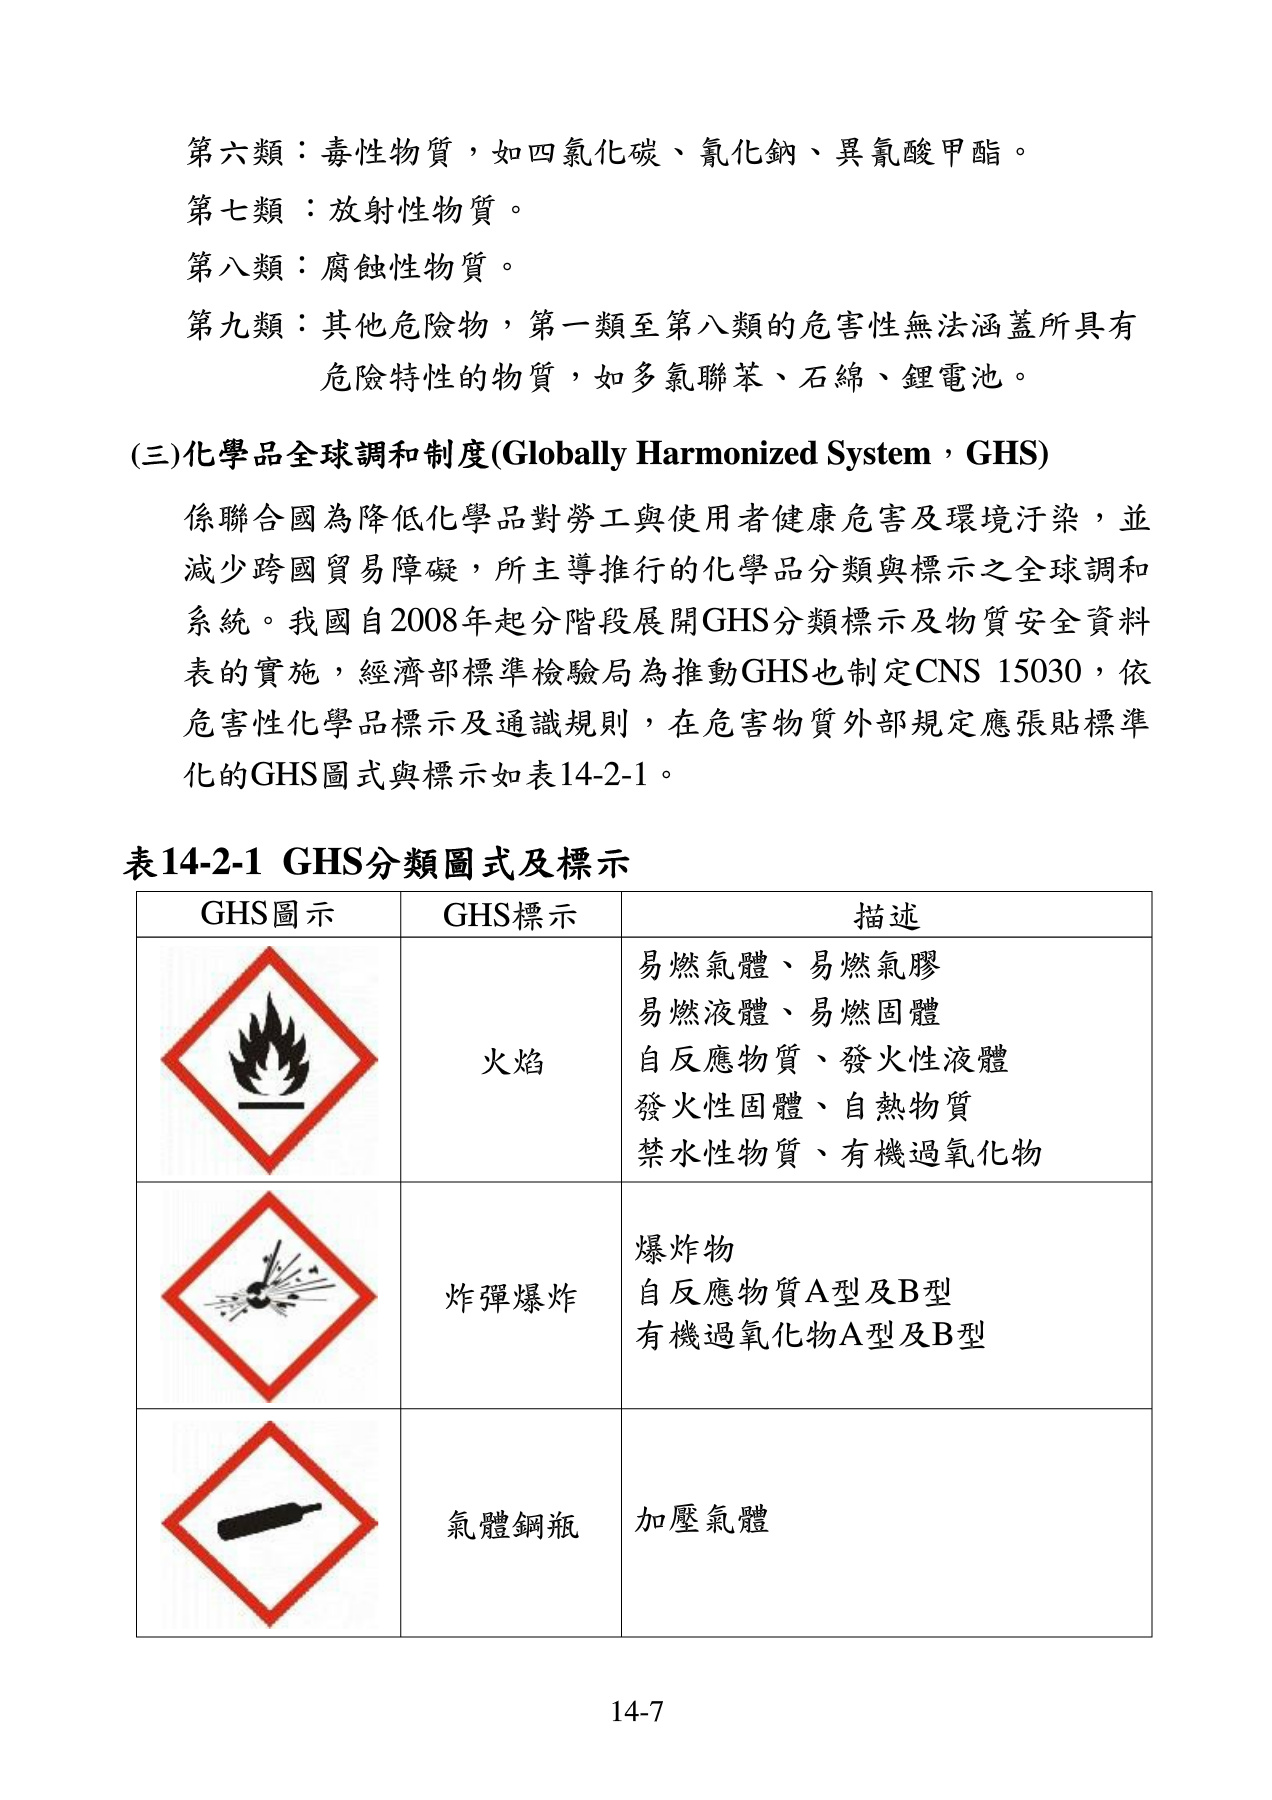 第六類：毒性物質，如四氯化碳、氰化鈉、異氰酸甲酯。
第七類：放射性物質。
第八類：腐蝕性物質。
第九類：其他危險物，第一類至第八類的危害性無法涵蓋所具有
危險特性的物質，如多氯聯苯、石綿、鋰電池。
(三)化學品全球調和制度(Globally Harmonized System，GHS)
係聯合國為降低化學品對勞工與使用者健康危害及環境汙染，並
減少跨國貿易障礙，所主導推行的化學品分類與標示之全球調和
系統。我國自2008年起分階段展開GHS分類標示及物質安全資料
表的實施，經濟部標準檢驗局為推動GHS也制定CNS 15030，依
危害性化學品標示及通識規則，在危害物質外部規定應張貼標準
化的GHS圖式與標示如表14-2-1。
表14-2-1 GHS分類圖式及標示
GHS圖示 GHS標示 描述
火焰
易燃氣體、易燃氣膠
易燃液體、易燃固體
自反應物質、發火性液體
發火性固體、自熱物質
禁水性物質、有機過氧化物
炸彈爆炸
爆炸物
自反應物質A型及B型
有機過氧化物A型及B型
氣體鋼瓶
加壓氣體
14-7